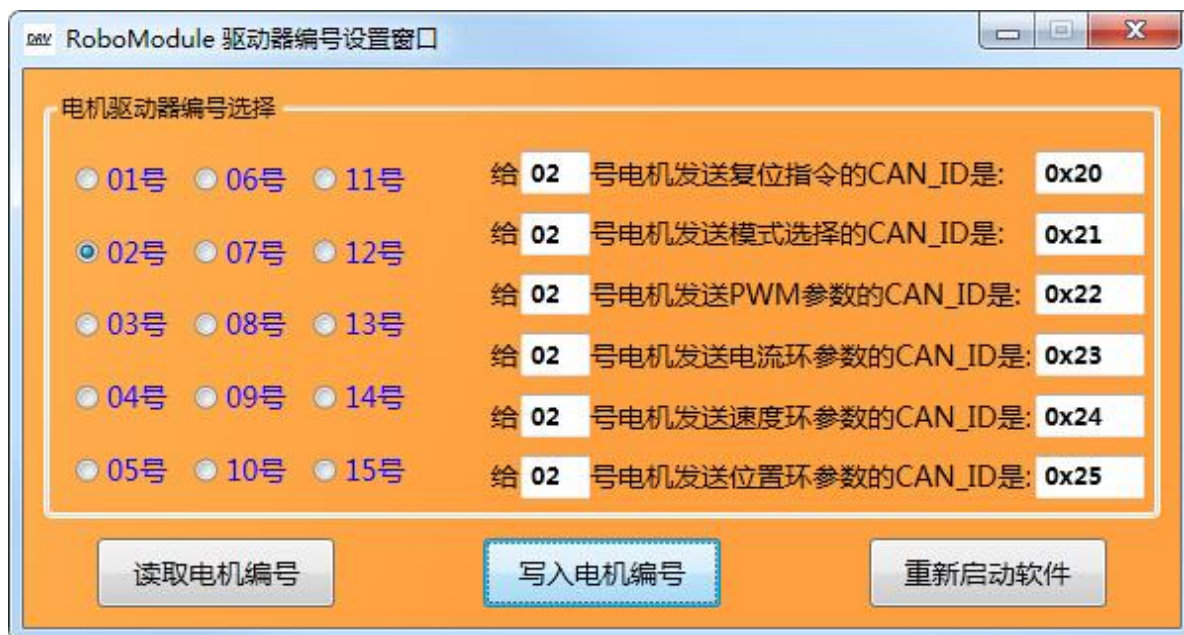 DRV RoboModule 驱动器编号设置窗口
电机驱动器编号选择
01号 06号 11号
02号 07号 12号
03号 08号 13号
04号 09号 14号
05号 10号 15号
给 02 号电机发送复位指令的CAN_ID是: 0x20
给 02 号电机发送模式选择的CAN_ID是: 0x21
给 02 号电机发送PWM参数的CAN_ID是: 0x22
给 02 号电机发送电流环参数的CAN_ID是: 0x23
给 02 号电机发送速度环参数的CAN_ID是: 0x24
给 02 号电机发送位置环参数的CAN_ID是: 0x25
读取电机编号 写入电机编号 重新启动软件